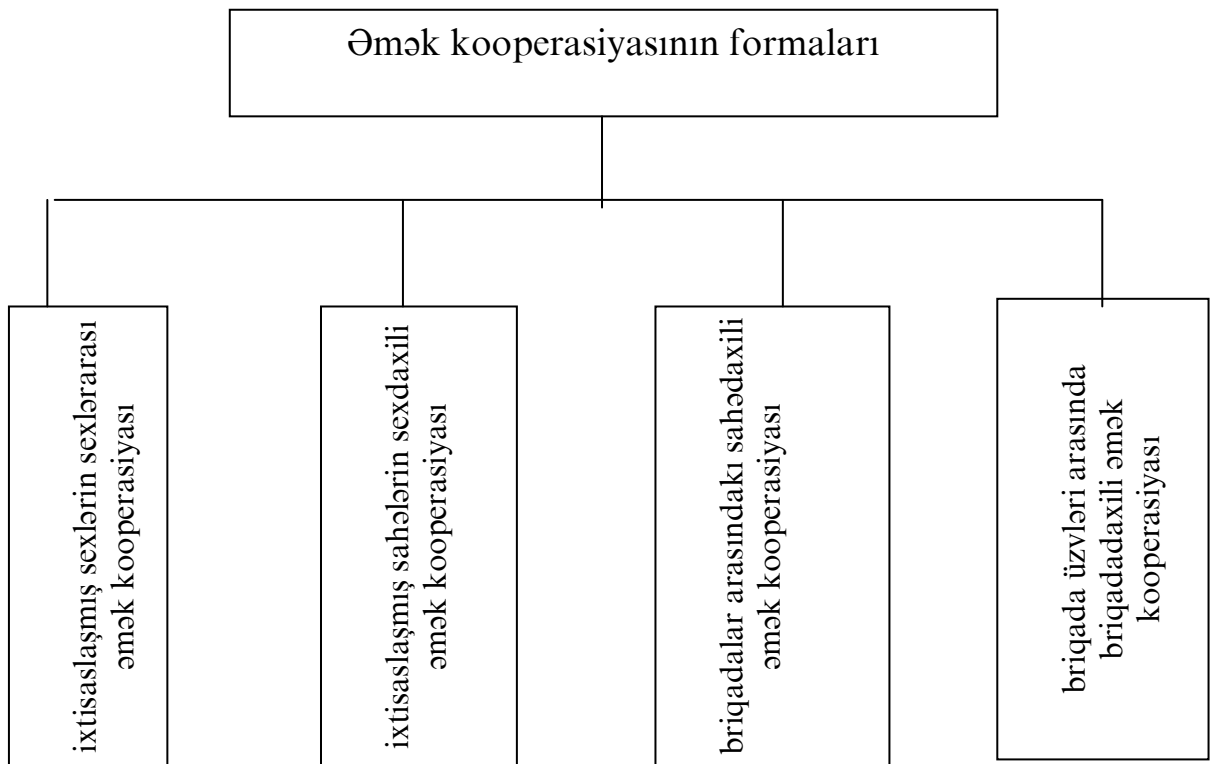 Əmək kooperasiyasının formaları
ixtisaslaşmış sexlərin sexlərarası
əmək kooperasiyası
ixtisaslaşmış sahələrin sexdaxili
əmək kooperasiyası
briqadalar arasındakı sahədaxili
əmək kooperasiyası
briqada üzvləri arasında
briqadadaxili əmək
kooperasiyası